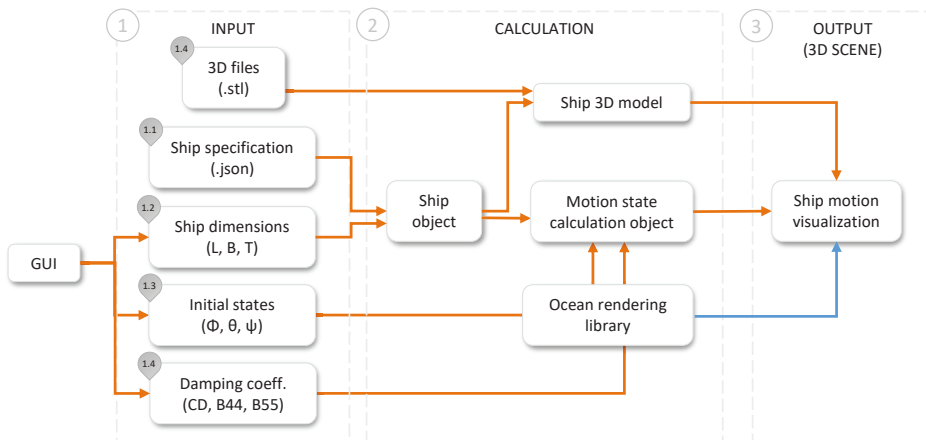 1
INPUT
2
CALCULATION
3
OUTPUT
(3D SCENE)
1.4
3D files
(.stl)
Ship 3D model
1.1
Ship specification
(.json)
1.2
Ship dimensions
(L, B, T)
Ship
object
Motion state
calculation object
Ship motion
visualization
GUI
1.3
Initial states
(Φ, θ, ψ)
Ocean rendering
library
1.4
Damping coeff.
(CD, B44, B55)